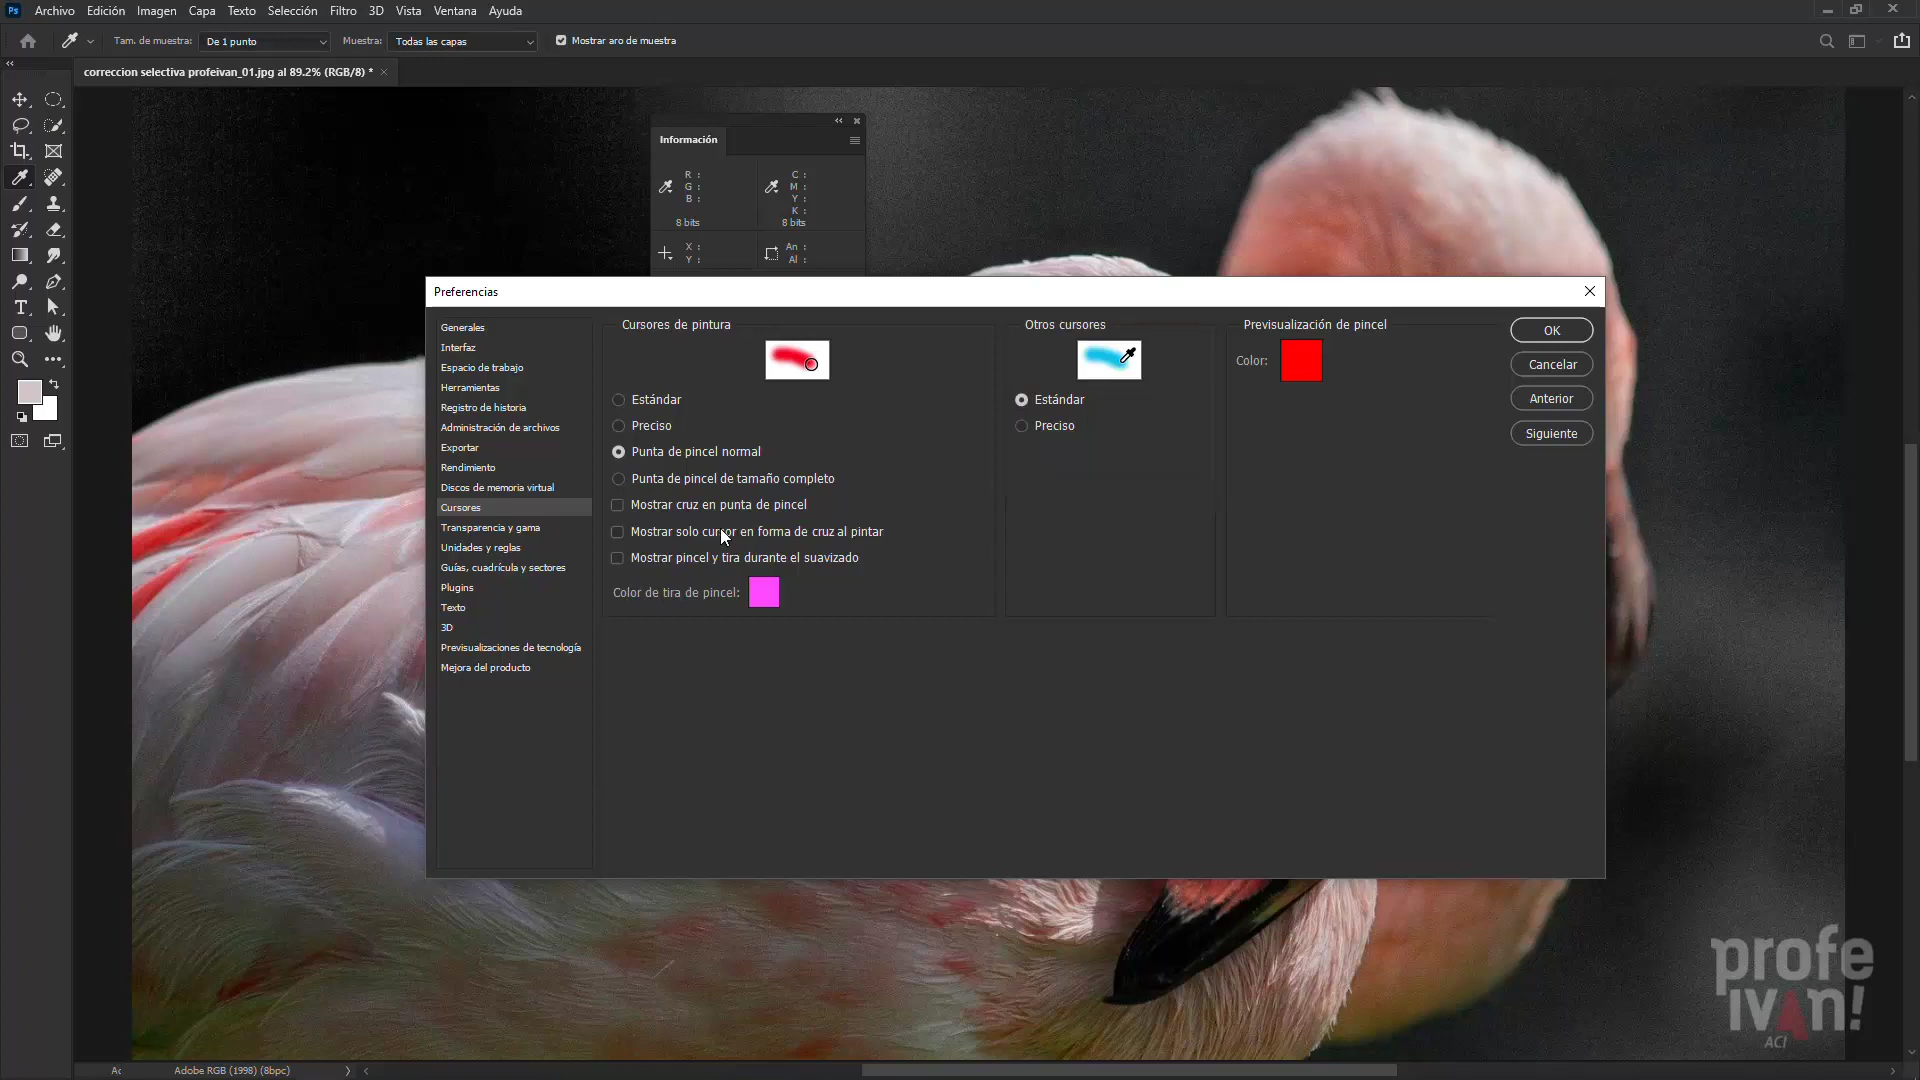 Ps Archivo Edición Imagen Capa Texto Selección Filtro 3D Vista Ventana Ayuda
Tam. de muestra: De 1 punto Muestra: Todas las capas Mostrar aro de muestra
correccion selectiva profeivan_01.jpg al 89.2% (RGB/8) *
Información
R : C :
G : M :
B : Y :
K :
8 bits 8 bits
X : An :
Y : Al :
Preferencias
Generales
Interfaz
Espacio de trabajo
Herramientas
Registro de historia
Administración de archivos
Exportar
Rendimiento
Discos de memoria virtual
Cursores
Transparencia y gama
Unidades y reglas
Guías, cuadrícula y sectores
Plugins
Texto
3D
Previsualizaciones de tecnología
Mejora del producto
Cursores de pintura
Estándar
Preciso
Punta de pincel normal
Punta de pincel de tamaño completo
Mostrar cruz en punta de pincel
Mostrar solo cursor en forma de cruz al pintar
Mostrar pincel y tira durante el suavizado
Color de tira de pincel:
Otros cursores
Estándar
Preciso
Previsualización de pincel
Color:
OK
Cancelar
Anterior
Siguiente
profe
ivan!
ACI
Ac Adobe RGB (1998) (8bpc)